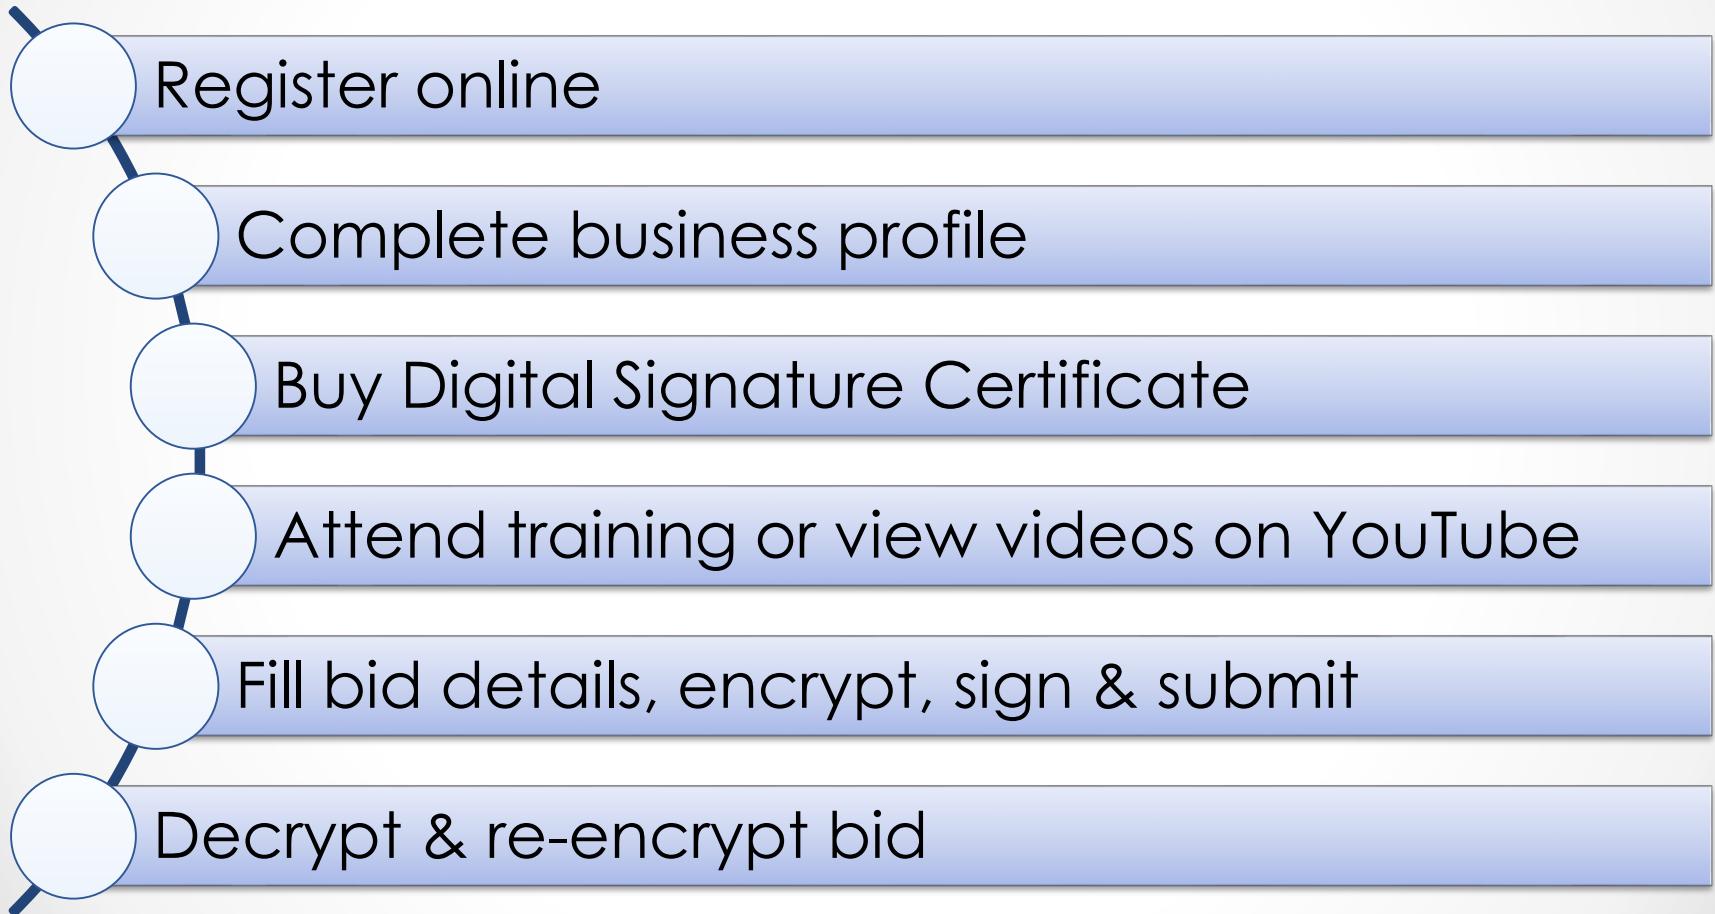 Register online
Complete business profile
Buy Digital Signature Certificate
Attend training or view videos on YouTube
Fill bid details, encrypt, sign & submit
Decrypt & re-encrypt bid